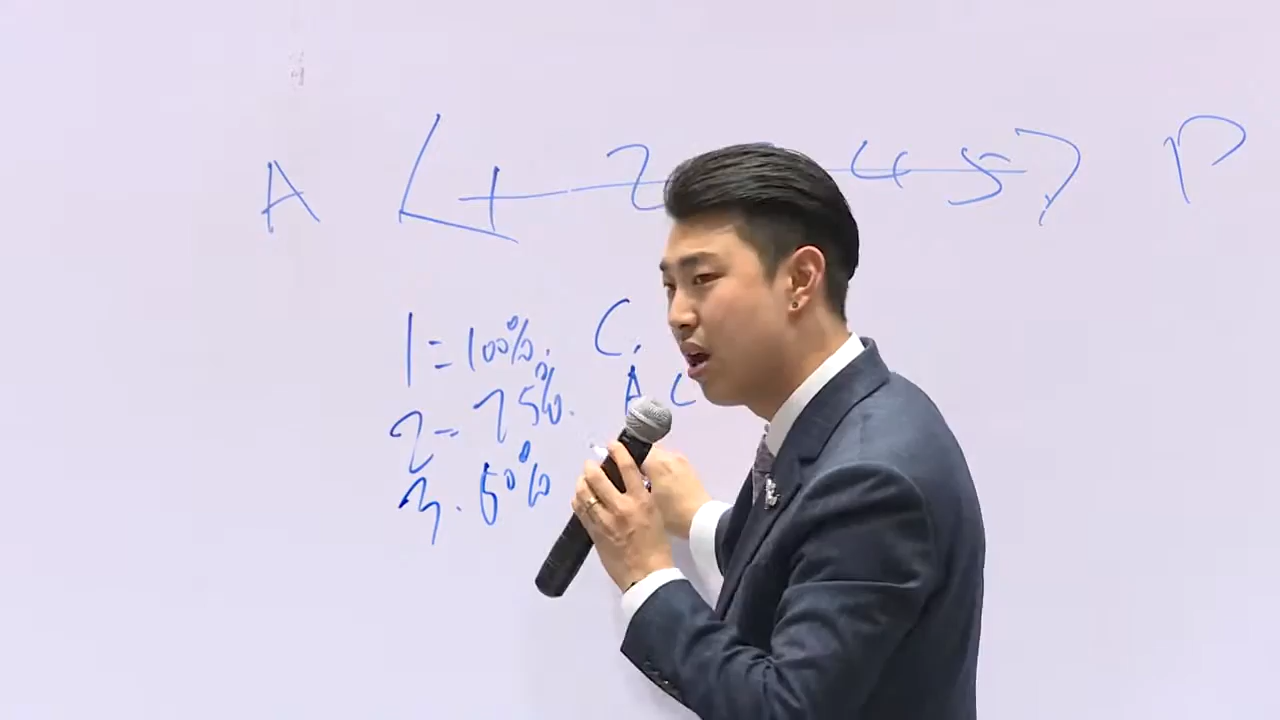 A 1 2 4 5 P
1 = 100%. C.
2 = 75%. A C
3. 50%